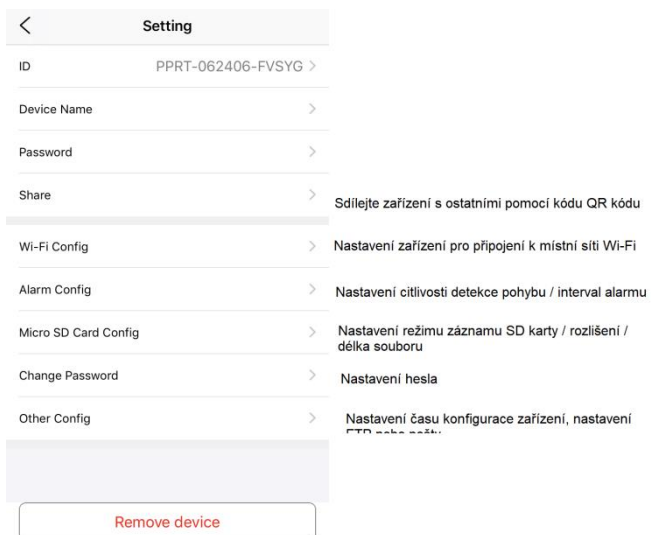 Setting
ID PPRT-062406-FVSYG
Device Name
Password
Share
Sdílejte zařízení s ostatními pomocí kódu QR kódu
Wi-Fi Config
Nastavení zařízení pro připojení k místní síti Wi-Fi
Alarm Config
Nastavení citlivosti detekce pohybu / interval alarmu
Micro SD Card Config
Nastavení režimu záznamu SD karty / rozlišení /
délka souboru
Change Password
Nastavení hesla
Other Config
Nastavení času konfigurace zařízení, nastavení
Remove device